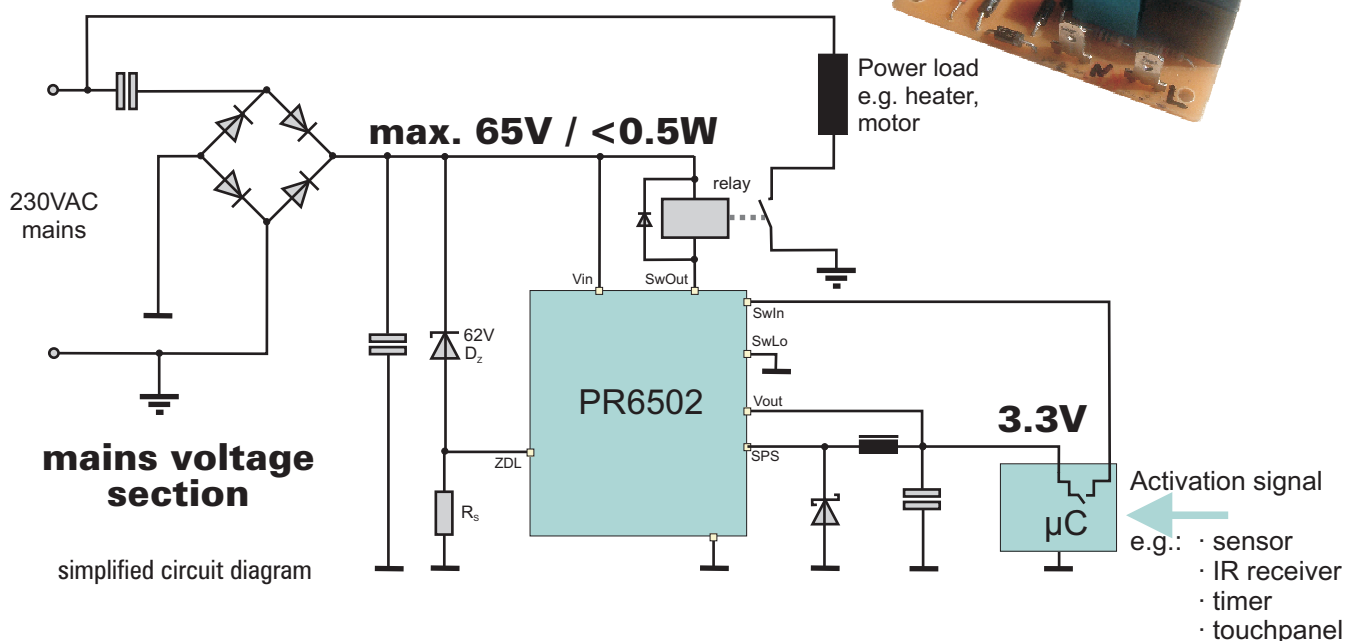 Power load
e.g. heater,
motor
max. 65V / <0.5W
230VAC
mains
relay
Vin
SwOut
SwIn
SwLo
62V
DZ
PR6502
Vout
3.3V
mains voltage
section
ZDL
SPS
RS
µC
Activation signal
e.g.: · sensor
· IR receiver
· timer
· touchpanel
simplified circuit diagram
N
L